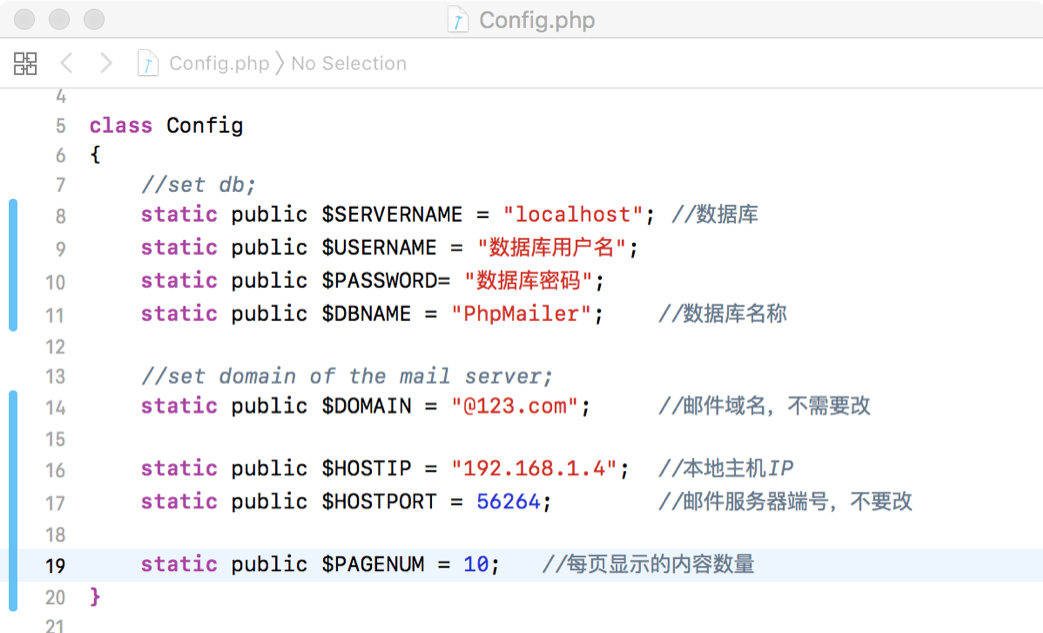 Config.php
Config.php No Selection
4
5 class Config
6 {
7 //set db;
8 static public $SERVERNAME = "localhost"; //数据库
9 static public $USERNAME = "数据库用户名";
10 static public $PASSWORD= "数据库密码";
11 static public $DBNAME = "PhpMailer"; //数据库名称
12
13 //set domain of the mail server;
14 static public $DOMAIN = "@123.com"; //邮件域名，不需要改
15
16 static public $HOSTIP = "192.168.1.4"; //本地主机IP
17 static public $HOSTPORT = 56264; //邮件服务器端号，不要改
18
19 static public $PAGENUM = 10; //每页显示的内容数量
20 }
21